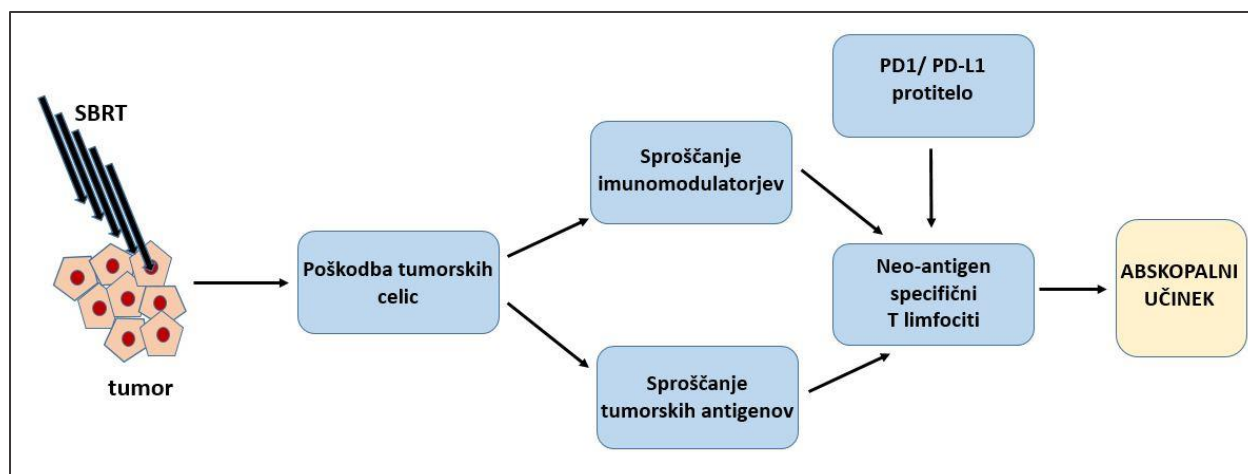 SBRT
tumor
Poškodba tumorskih
celic
Sproščanje
imunomodulatorjev
Sproščanje
tumorskih antigenov
PD1/ PD-L1
protitelo
Neo-antigen
specifični
T limfociti
ABSKOPALNI
UČINEK